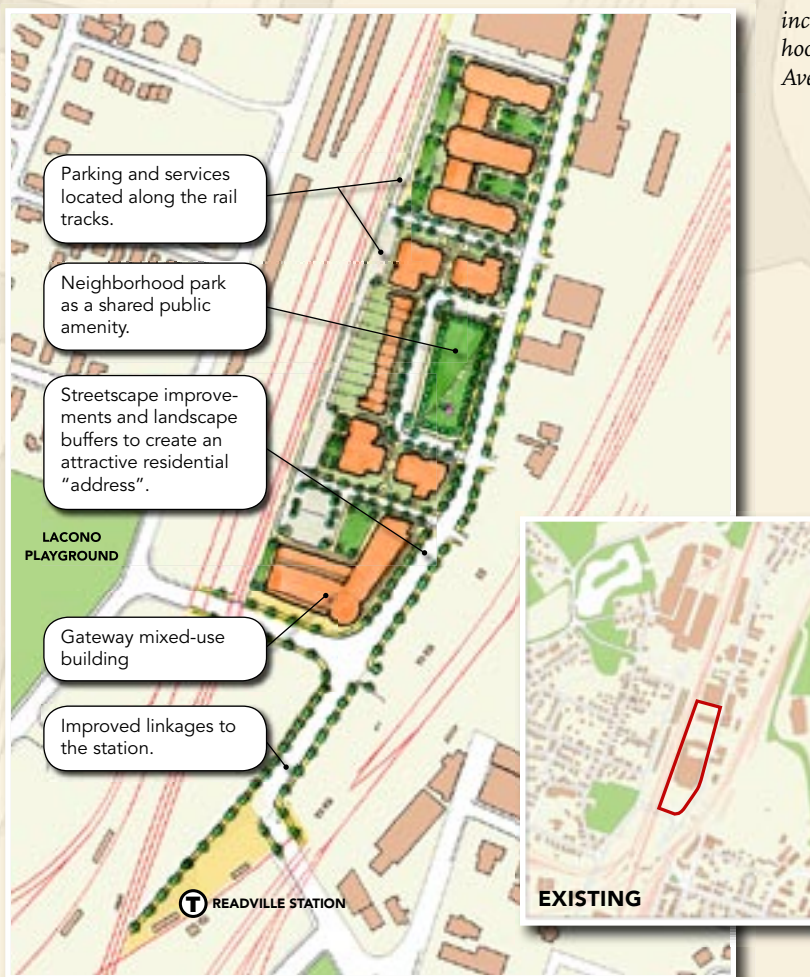 Parking and services
located along the rail
tracks.
Neighborhood park
as a shared public
amenity.
Streetscape improve-
ments and landscape
buffers to create an
attractive residential
“address”.
LACONO
PLAYGROUND
Gateway mixed-use
building
Improved linkages to
the station.
T READVILLE STATION
EXISTING
inc
hoo
Ave